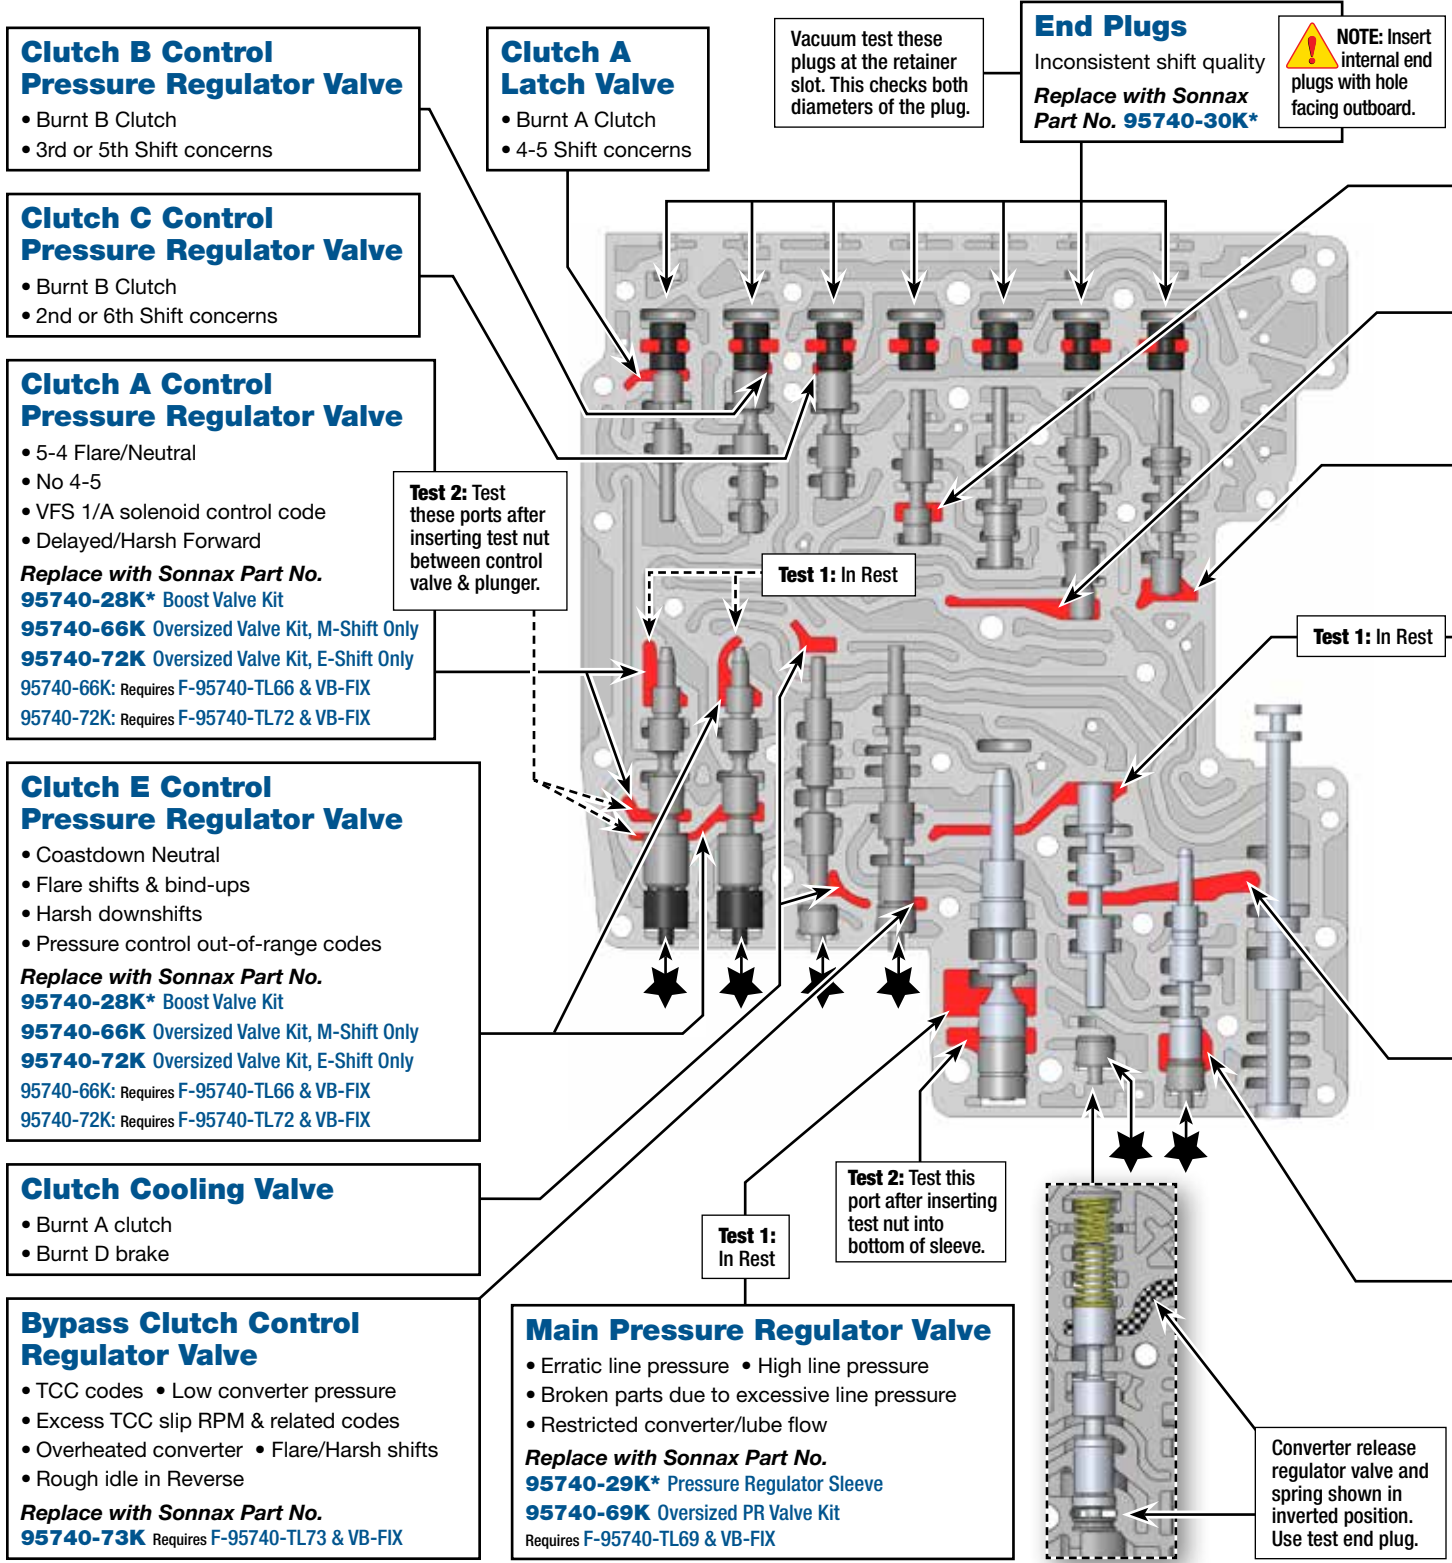 Clutch B Control
Pressure Regulator Valve
• Burnt B Clutch
• 3rd or 5th Shift concerns
Clutch A
Latch Valve
• Burnt A Clutch
• 4-5 Shift concerns
Vacuum test these
plugs at the retainer
slot. This checks both
diameters of the plug.
End Plugs
Inconsistent shift quality
Replace with Sonnax
Part No. 95740-30K*
NOTE: Insert
internal end
plugs with hole
facing outboard.
Clutch C Control
Pressure Regulator Valve
• Burnt B Clutch
• 2nd or 6th Shift concerns
Clutch A Control
Pressure Regulator Valve
• 5-4 Flare/Neutral
• No 4-5
• VFS 1/A solenoid control code
• Delayed/Harsh Forward
Replace with Sonnax Part No.
95740-28K* Boost Valve Kit
95740-66K Oversized Valve Kit, M-Shift Only
95740-72K Oversized Valve Kit, E-Shift Only
95740-66K: Requires F-95740-TL66 & VB-FIX
95740-72K: Requires F-95740-TL72 & VB-FIX
Test 2: Test
these ports after
inserting test nut
between control
valve & plunger.
Test 1: In Rest
Test 1: In Rest
Clutch E Control
Pressure Regulator Valve
• Coastdown Neutral
• Flare shifts & bind-ups
• Harsh downshifts
• Pressure control out-of-range codes
Replace with Sonnax Part No.
95740-28K* Boost Valve Kit
95740-66K Oversized Valve Kit, M-Shift Only
95740-72K Oversized Valve Kit, E-Shift Only
95740-66K: Requires F-95740-TL66 & VB-FIX
95740-72K: Requires F-95740-TL72 & VB-FIX
Clutch Cooling Valve
• Burnt A clutch
• Burnt D brake
Test 1:
In Rest
Test 2: Test this
port after inserting
test nut into
bottom of sleeve.
Bypass Clutch Control
Regulator Valve
• TCC codes • Low converter pressure
• Excess TCC slip RPM & related codes
• Overheated converter • Flare/Harsh shifts
• Rough idle in Reverse
Replace with Sonnax Part No.
95740-73K Requires F-95740-TL73 & VB-FIX
Main Pressure Regulator Valve
• Erratic line pressure • High line pressure
• Broken parts due to excessive line pressure
• Restricted converter/lube flow
Replace with Sonnax Part No.
95740-29K* Pressure Regulator Sleeve
95740-69K Oversized PR Valve Kit
Requires F-95740-TL69 & VB-FIX
Converter release
regulator valve and
spring shown in
inverted position.
Use test end plug.